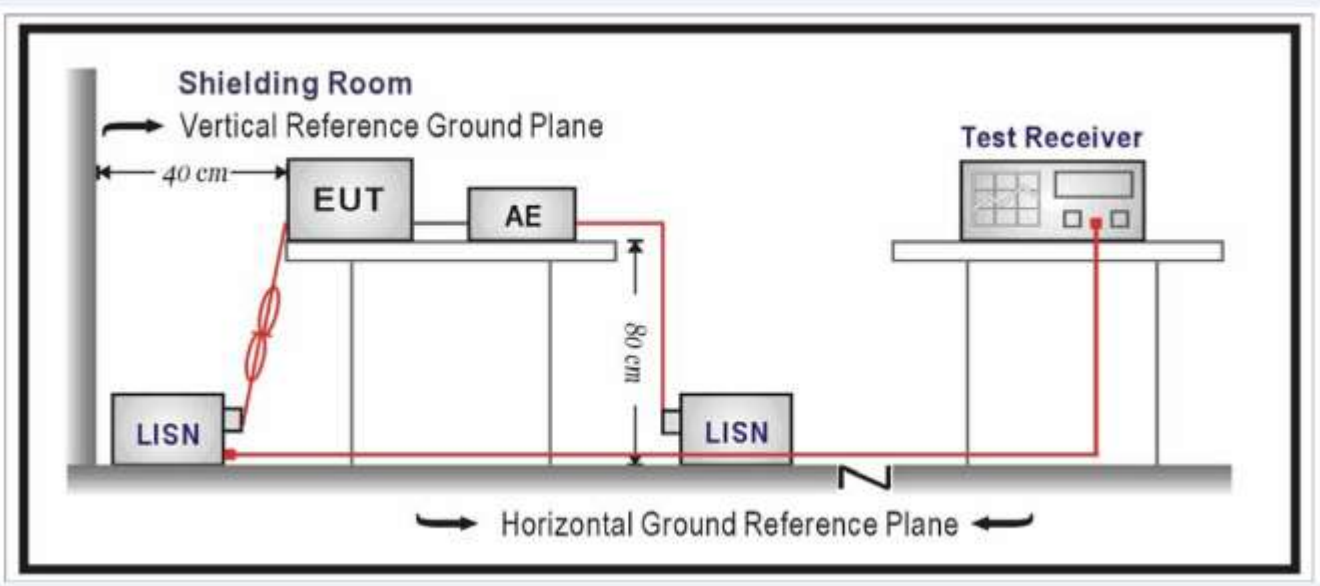 Shielding Room
Vertical Reference Ground Plane
Test Receiver
40 cm
EUT
AE
80 cm
LISN
LISN
Horizontal Ground Reference Plane